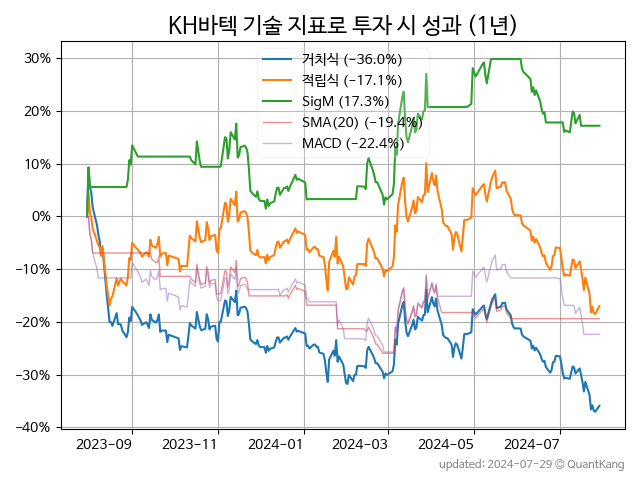 KH바텍 기술 지표로 투자 시 성과 (1년)
거치식 (−36.0%)
적립식 (−17.1%)
SigM (17.3%)
SMA(20) (−19.4%)
MACD (−22.4%)
30%
20%
10%
0%
−10%
−20%
−30%
−40%
2023-09 2023-11 2024-01 2024-03 2024-05 2024-07
updated: 2024-07-29 © QuantKang